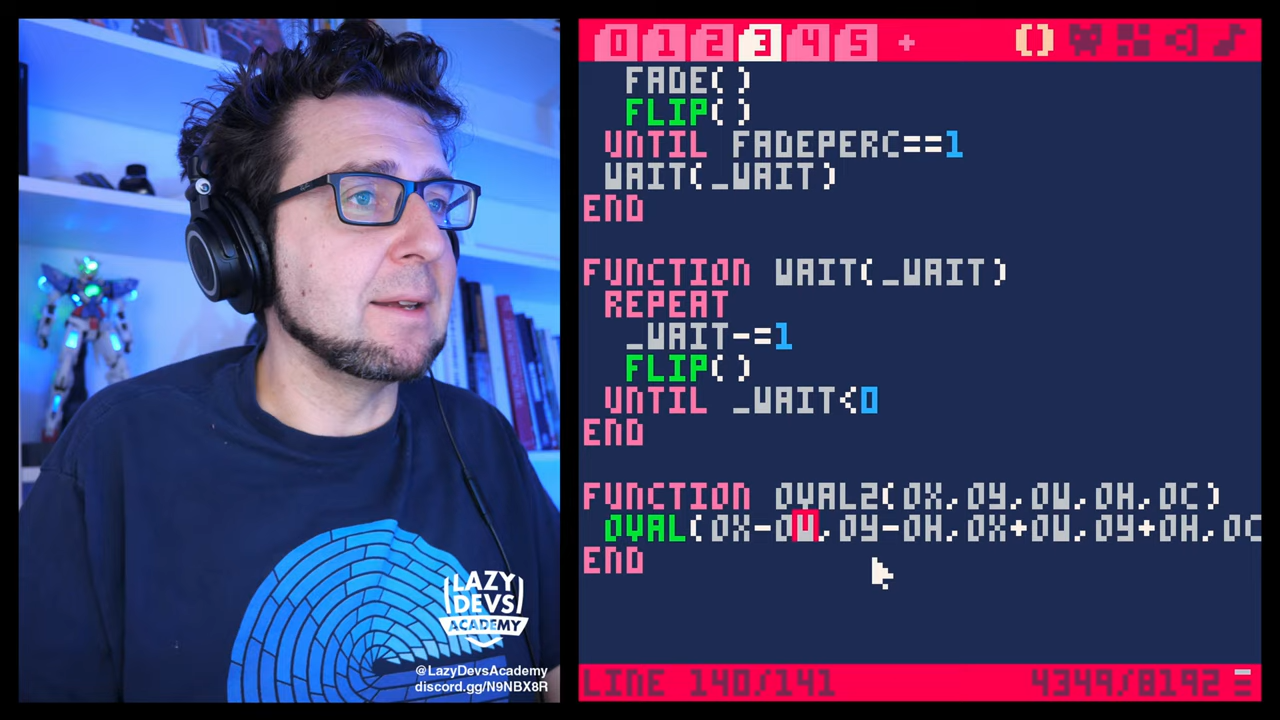 0 1 2 3 4 5 + ()
FADE()
FLIP()
UNTIL FADEPERC==1
WAIT(_WAIT)
END
FUNCTION WAIT(_WAIT)
REPEAT
_WAIT-=1
FLIP()
UNTIL _WAIT<0
END
FUNCTION OVAL2(OX,OY,OW,OH,OC)
OVAL(OX-OW,OY-OH,OX+OW,OY+OH,OC
END
LINE 140/141 4349/8192
LAZY
DEVS
ACADEMY
@LazyDevsAcademy
discord.gg/N9NBX8R